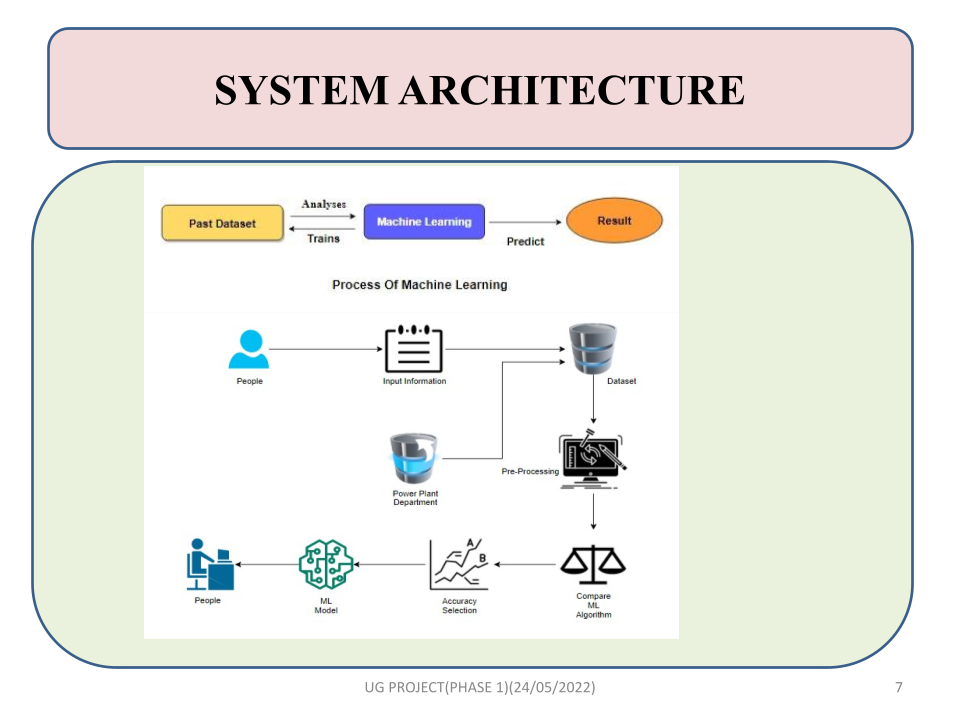 SYSTEM ARCHITECTURE
Analyses
Past Dataset
Machine Learning
Result
Trains
Predict
Process Of Machine Learning
People
Input Information
Dataset
Pre-Processing
Power Plant
Department
People
ML
Model
Accuracy
Selection
A
B
Compare
ML
Algorithm
UG PROJECT(PHASE 1)(24/05/2022)
7